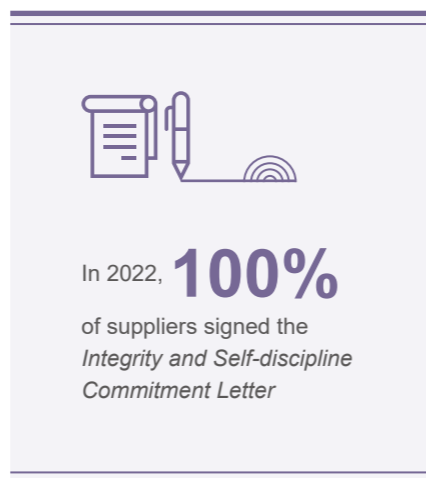 In 2022, 100%
of suppliers signed the
Integrity and Self-discipline
Commitment Letter